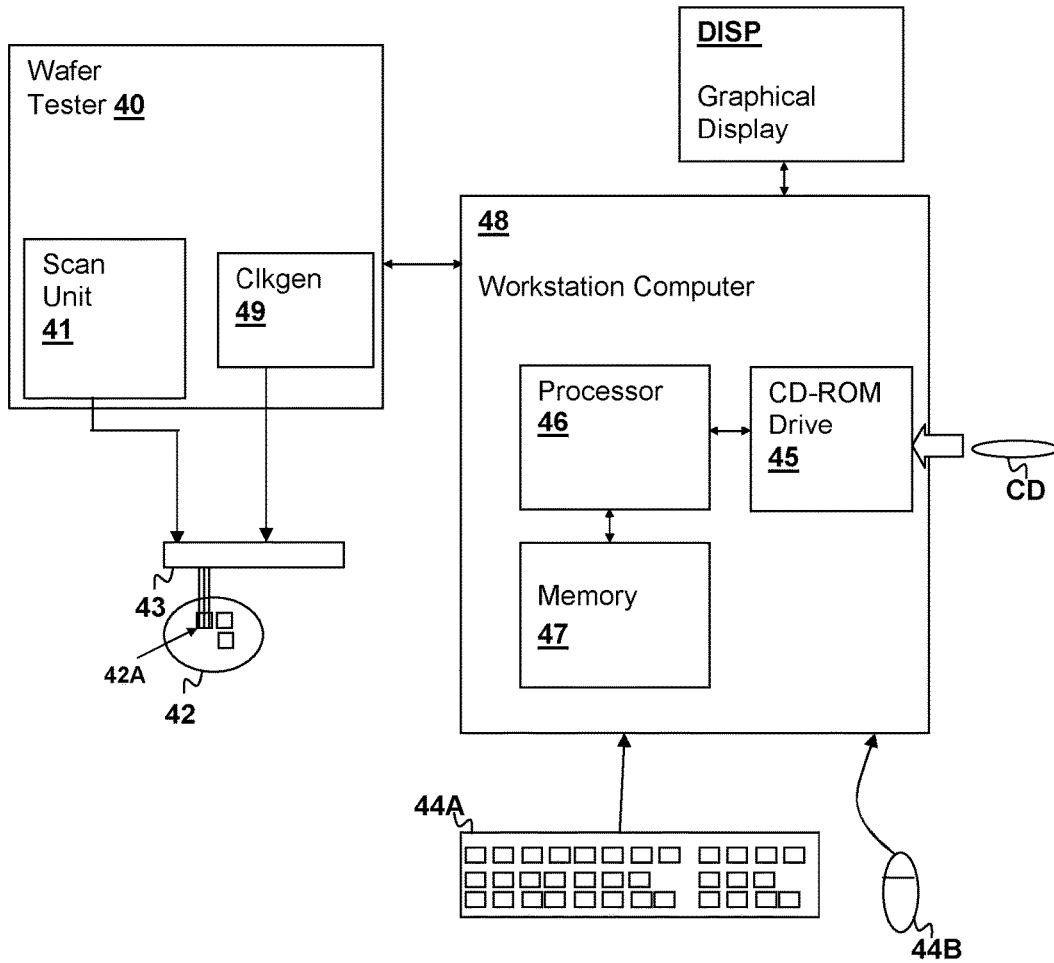 Wafer
Tester 40
Scan
Unit
41
Clkgen
49
43
42A
42
DISP
Graphical
Display
48
Workstation Computer
Processor
46
CD-ROM
Drive
45
CD
Memory
47
44A
44B